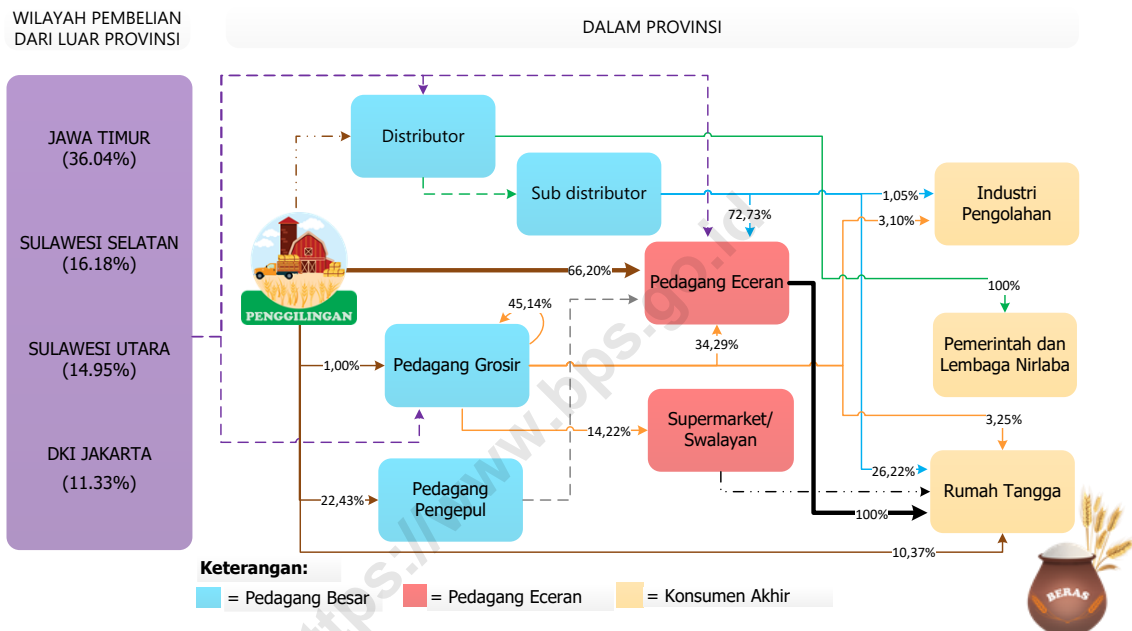 WILAYAH PEMBELIAN
DARI LUAR PROVINSI
DALAM PROVINSI
JAWA TIMUR
(36.04%)
SULAWESI SELATAN
(16.18%)
SULAWESI UTARA
(14.95%)
DKI JAKARTA
(11.33%)
Distributor
Sub distributor
72,73%
1,05%
3,10%
Industri
Pengolahan
PENGGILINGAN
66,20%
Pedagang Eceran
100%
45,14%
1,00%
Pedagang Grosir
34,29%
Pemerintah dan
Lembaga Nirlaba
14,22%
Supermarket/
Swalayan
3,25%
26,22%
22,43%
Pedagang
Pengepul
Rumah Tangga
100%
10,37%
Keterangan:
= Pedagang Besar
= Pedagang Eceran
= Konsumen Akhir
BERAS
https://www.bps.go.id